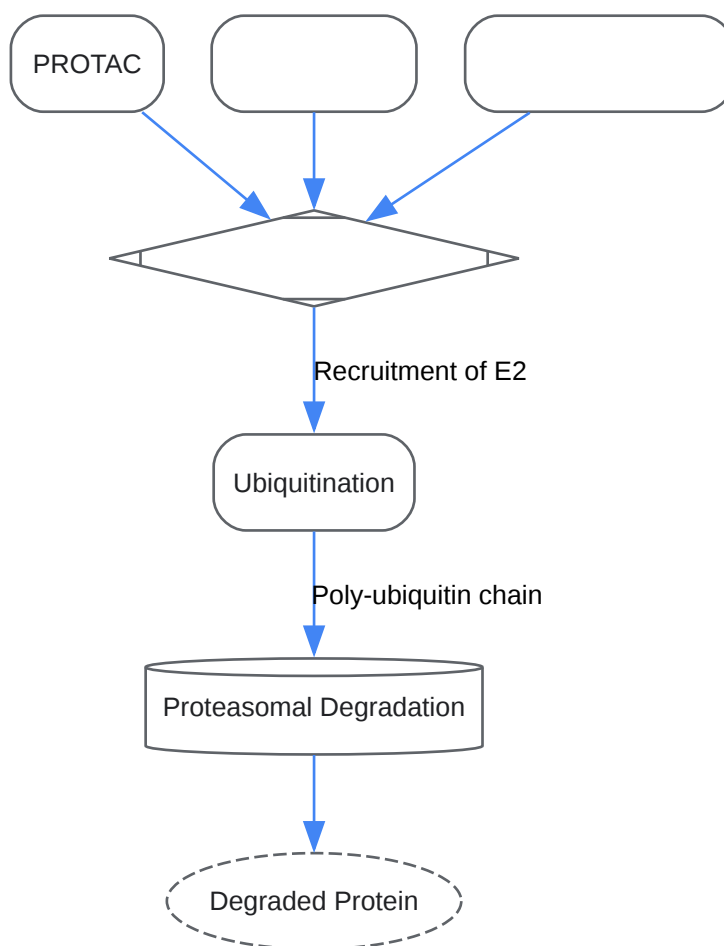 PROTAC
Recruitment of E2
Ubiquitination
Poly-ubiquitin chain
Proteasomal Degradation
Degraded Protein